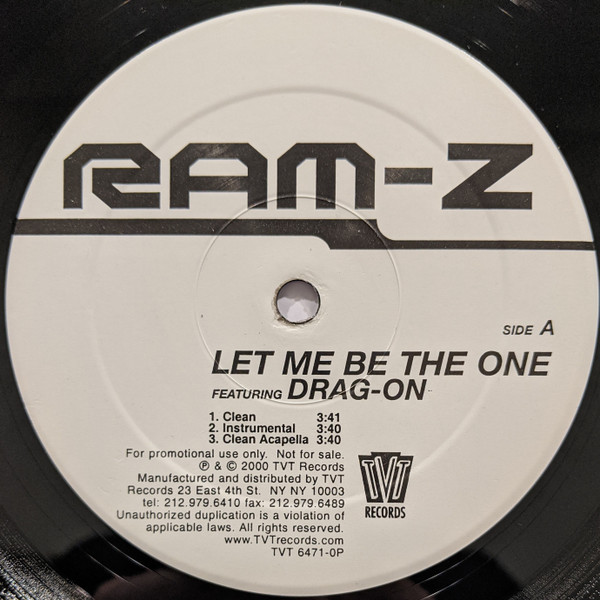 RAM-Z
SIDE A
LET ME BE THE ONE
FEATURING DRAG-ON
1. Clean 3:41
2. Instrumental 3:40
3. Clean Acapella 3:40
For promotional use only. Not for sale.
℗ & © 2000 TVT Records
Manufactured and distributed by TVT
Records 23 East 4th St. NY NY 10003
tel: 212.979.6410 fax: 212.979.6489
Unauthorized duplication is a violation of
applicable laws. All rights reserved.
www.TVTrecords.com
TVT 6471-0P
TVT
RECORDS